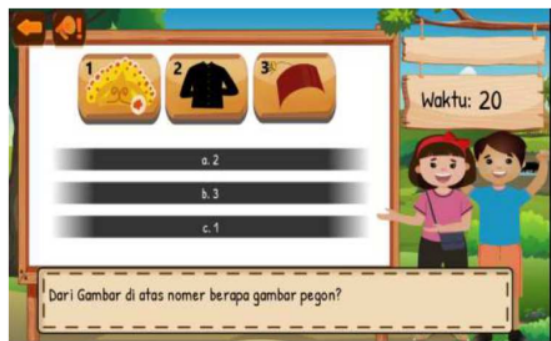 1
2
3
Waktu: 20
a. 2
b. 3
c. 1
Dari Gambar di atas nomer berapa gambar pegon?